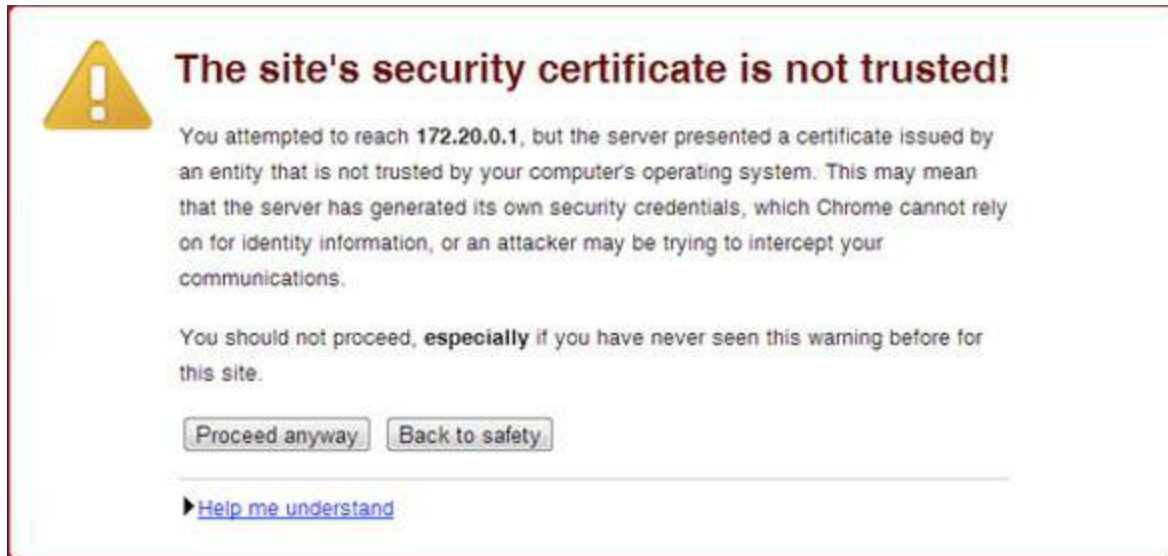 The site's security certificate is not trusted!
You attempted to reach 172.20.0.1, but the server presented a certificate issued by
an entity that is not trusted by your computer's operating system. This may mean
that the server has generated its own security credentials, which Chrome cannot rely
on for identity information, or an attacker may be trying to intercept your
communications.
You should not proceed, especially if you have never seen this warning before for
this site.
Proceed anyway Back to safety
Help me understand